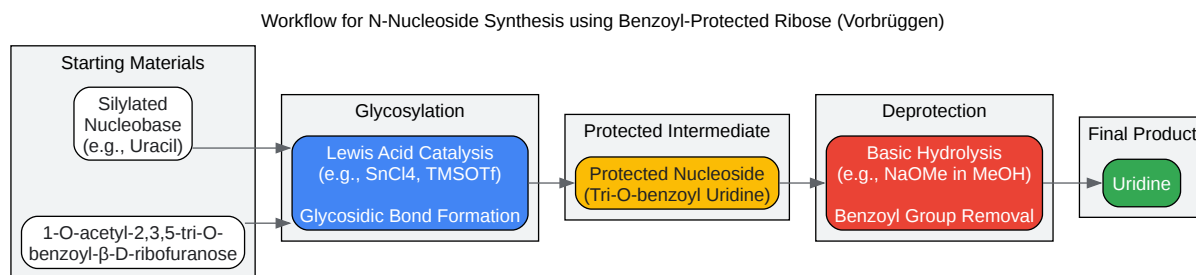 Workflow for N-Nucleoside Synthesis using Benzoyl-Protected Ribose (Vorbrüggen)
Starting Materials
Silylated
Nucleobase
(e.g., Uracil)
1-O-acetyl-2,3,5-tri-O-
benzoyl-β-D-ribofuranose
Glycosylation
Lewis Acid Catalysis
(e.g., SnCl4, TMSOTf)
Glycosidic Bond Formation
Protected Intermediate
Protected Nucleoside
(Tri-O-benzoyl Uridine)
Deprotection
Basic Hydrolysis
(e.g., NaOMe in MeOH)
Benzoyl Group Removal
Final Product
Uridine